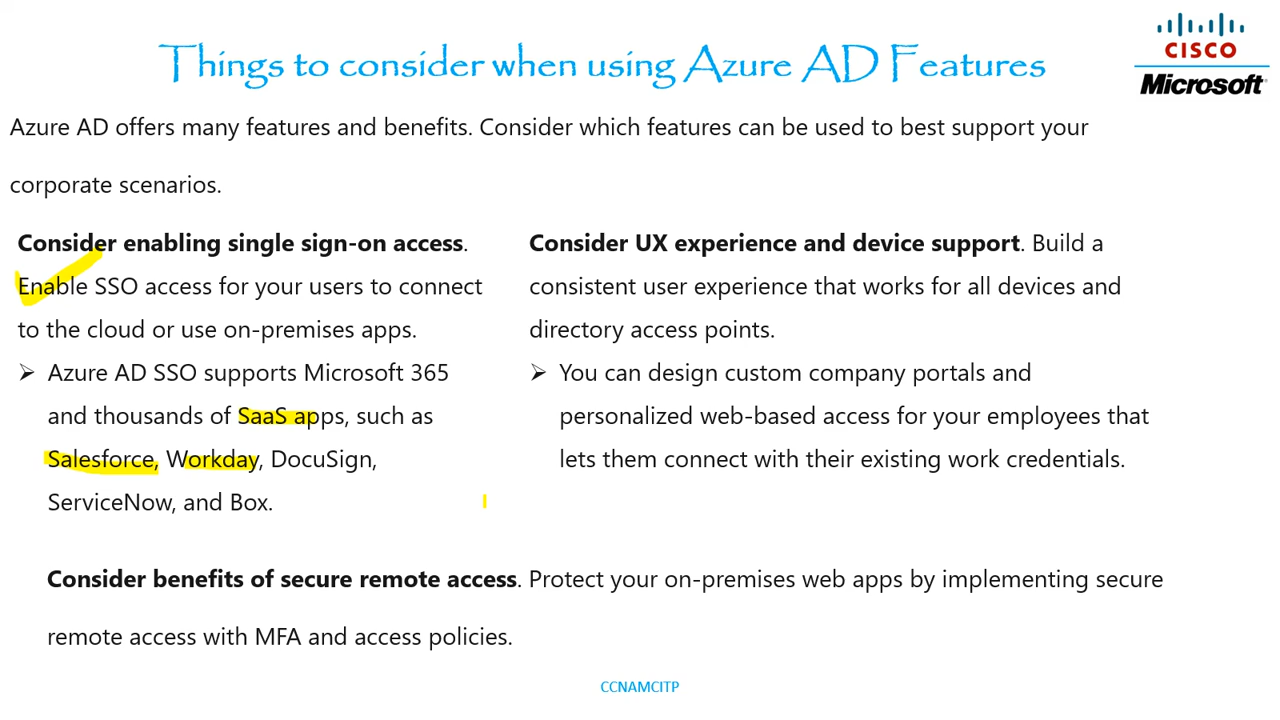 Things to consider when using Azure AD Features
CISCO
Microsoft
Azure AD offers many features and benefits. Consider which features can be used to best support your
corporate scenarios.
Consider enabling single sign-on access.
Enable SSO access for your users to connect
to the cloud or use on-premises apps.
➢ Azure AD SSO supports Microsoft 365
and thousands of SaaS apps, such as
Salesforce, Workday, DocuSign,
ServiceNow, and Box.
Consider UX experience and device support. Build a
consistent user experience that works for all devices and
directory access points.
➢ You can design custom company portals and
personalized web-based access for your employees that
lets them connect with their existing work credentials.
Consider benefits of secure remote access. Protect your on-premises web apps by implementing secure
remote access with MFA and access policies.
CCNAMCITP